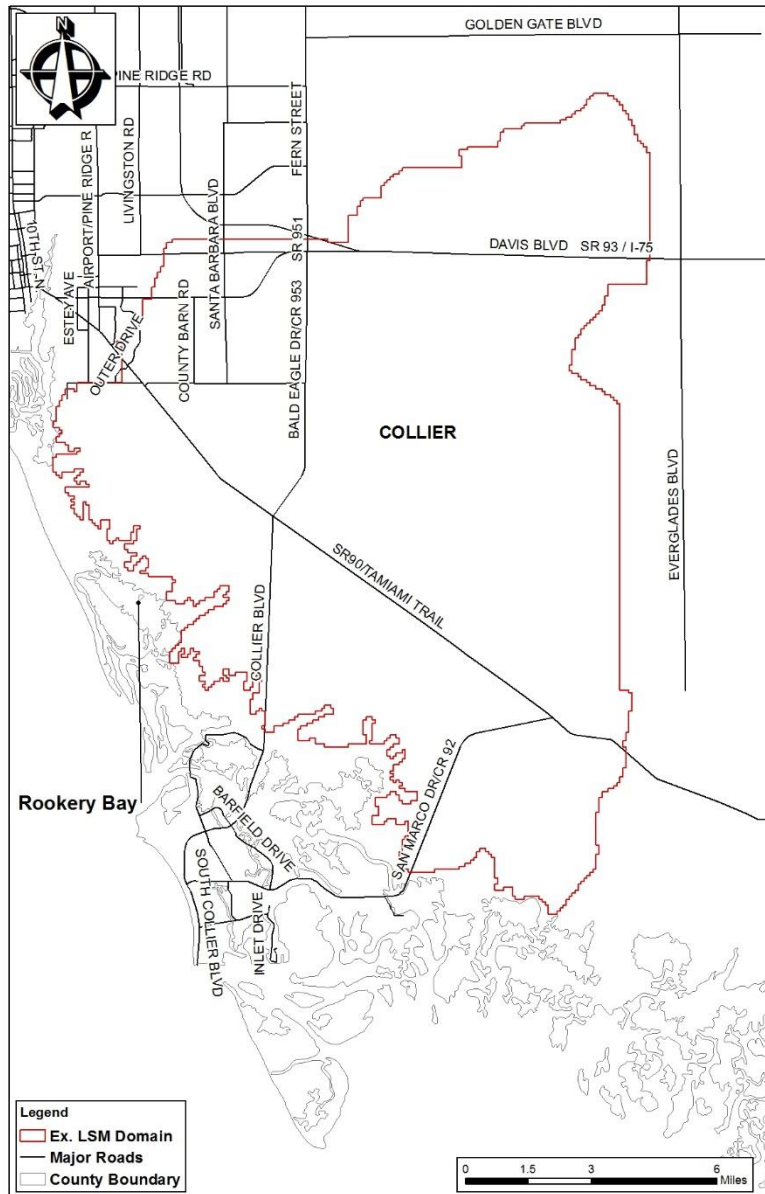 GOLDEN GATE BLVD
N
PINE RIDGE RD
FERN STREET
LIVINGSTON RD
AIRPORT/PINE RIDGE R
SANTA BARBARA BLVD
SR 951
10TH-ST-N
DAVIS BLVD SR 93 / I-75
ESTEY AVE
OUTER DRIVE
COUNTY BARN RD
BALD EAGLE DR/CR 953
COLLIER
EVERGLADES BLVD
SR90/TAMIAMI TRAIL
COLLIER BLVD
Rookery Bay
BARFIELD DRIVE
SAN MARCO DR/CR 92
SOUTH COLLIER BLVD
INLET DRIVE
Legend
Ex. LSM Domain
Major Roads
County Boundary
0 1.5 3 6
Miles